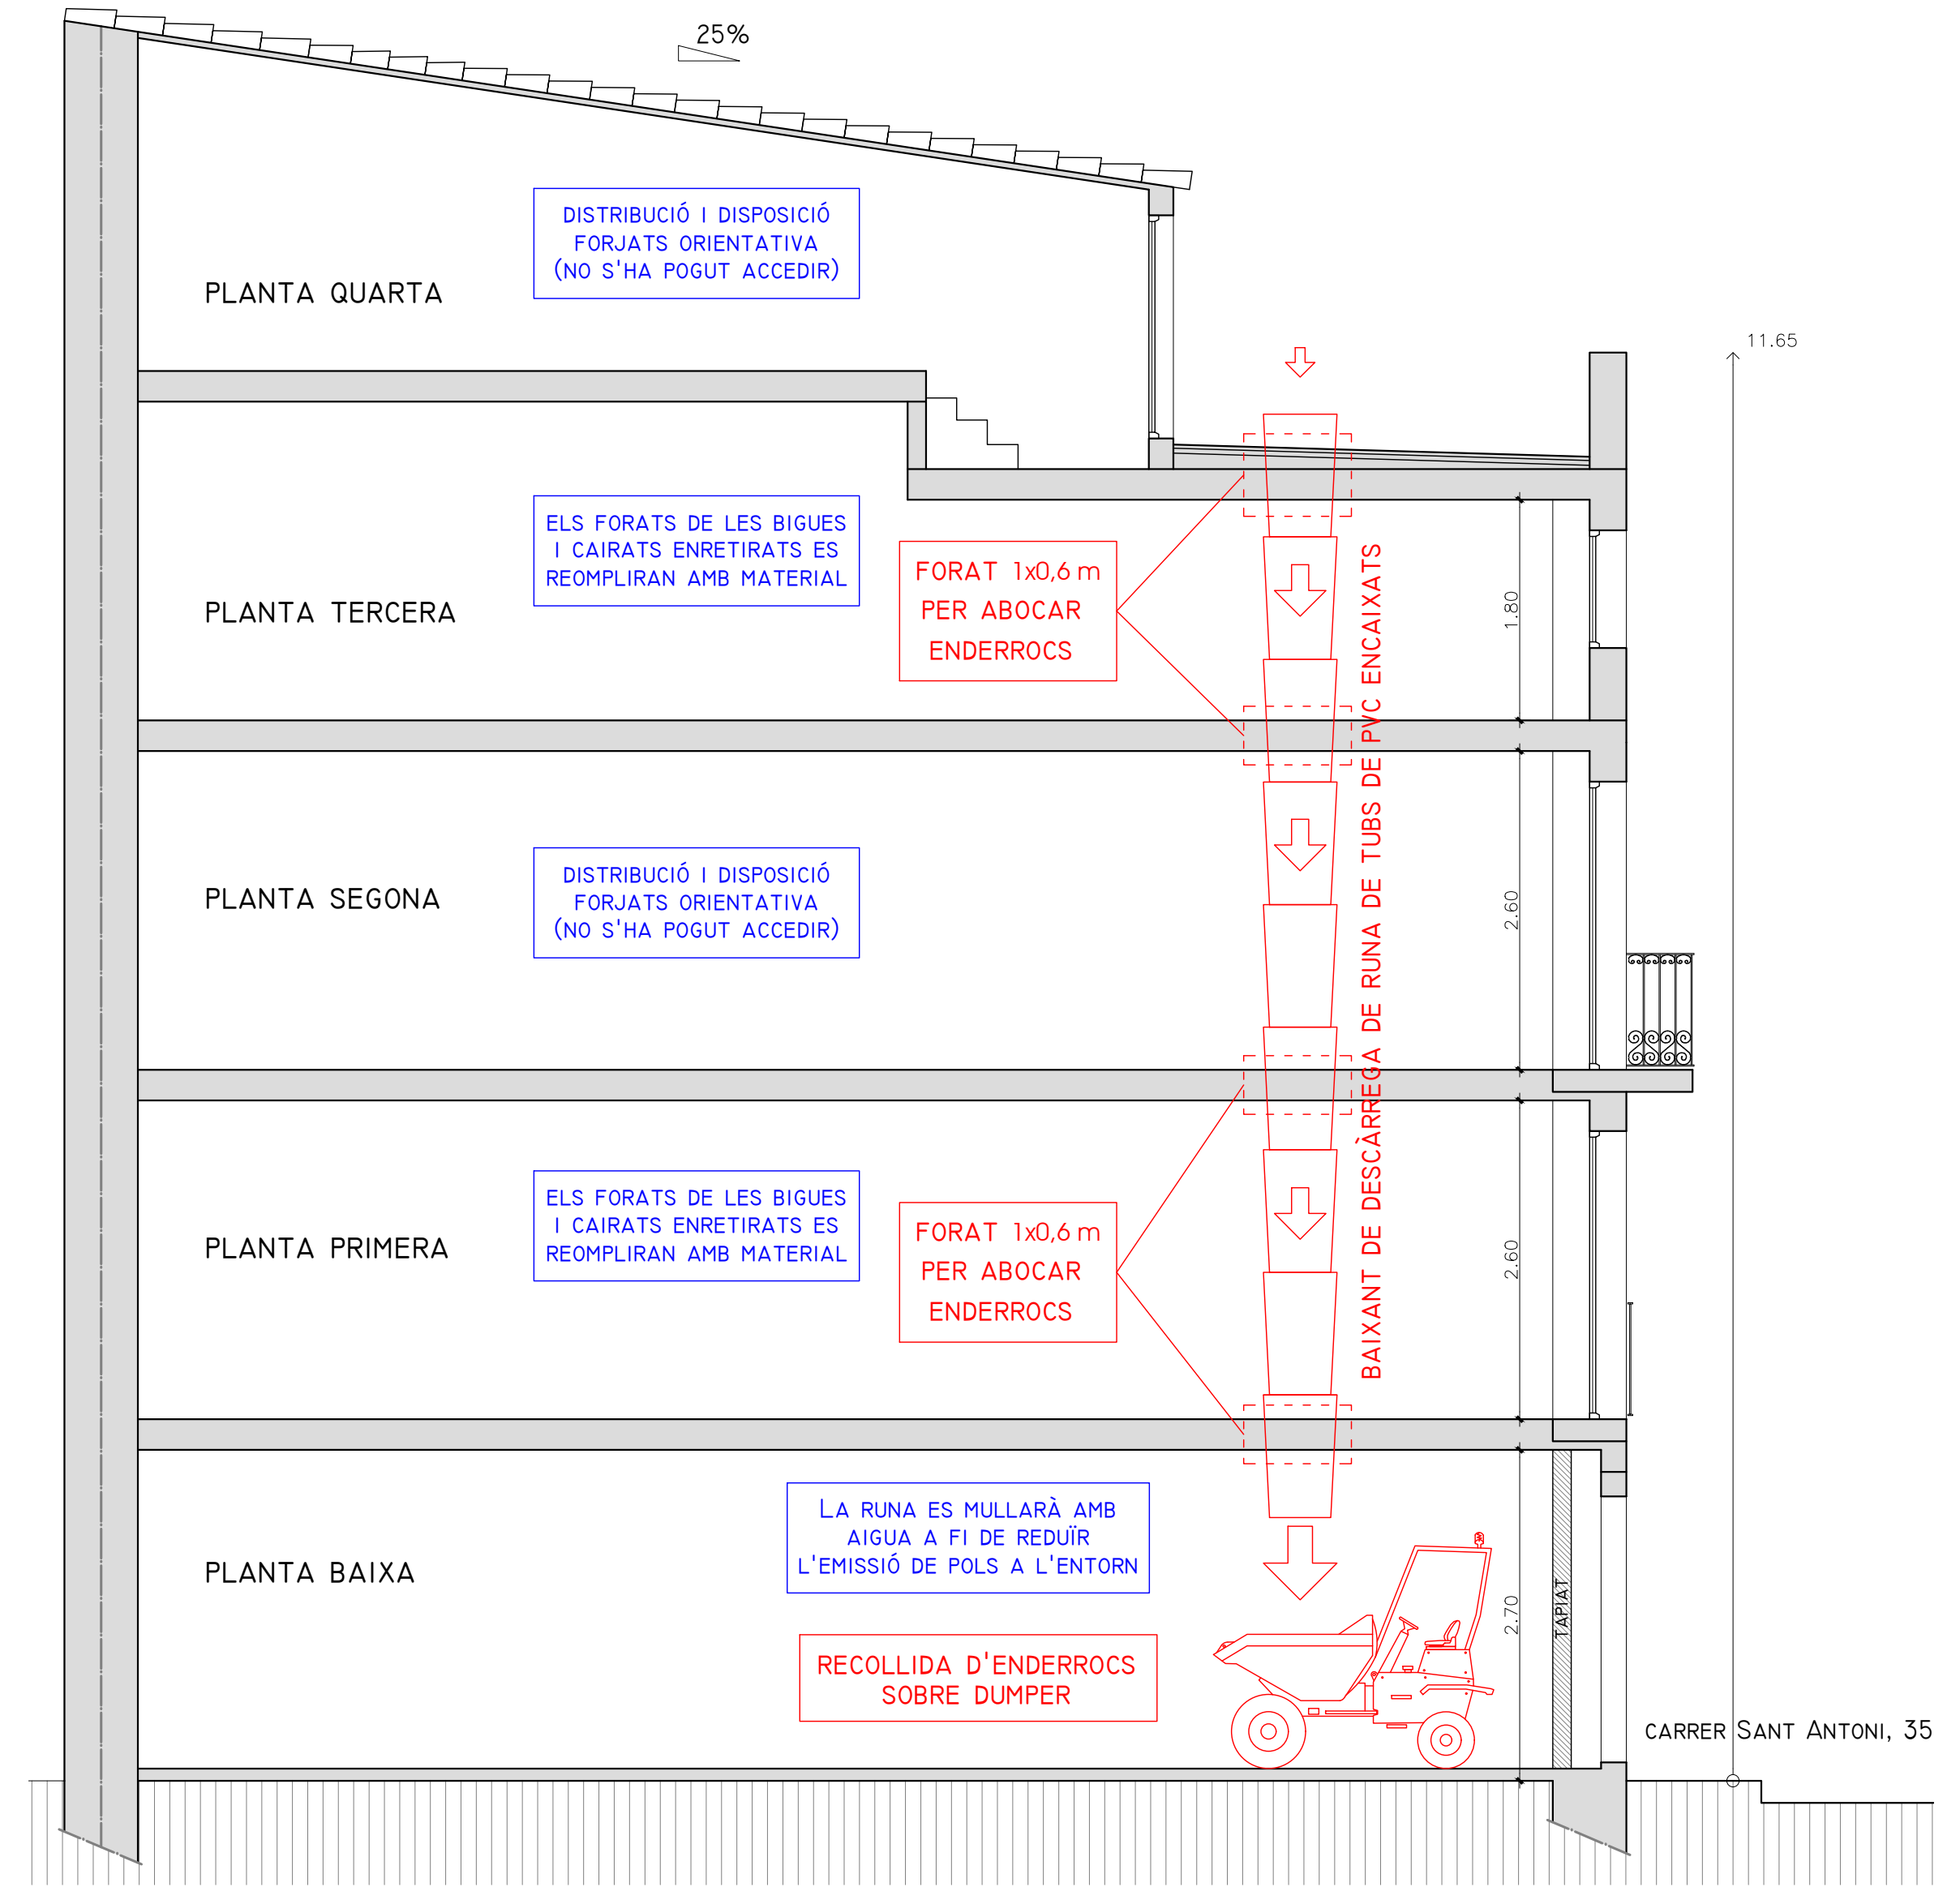 25%
DISTRIBUCIÓ I DISPOSICIÓ
FORJATS ORIENTATIVA
(NO S'HA POGUT ACCEDIR)
PLANTA QUARTA
11.65
ELS FORATS DE LES BIGUES
I CAIRATS ENRETIRATS ES
REOMPLIRAN AMB MATERIAL
PLANTA TERCERA
FORAT 1x0,6 m
PER ABOCAR
ENDERROCS
1.80
BAIXANT DE DESCÀRREGA DE RUNA DE TUBS DE PVC ENCAIXATS
DISTRIBUCIÓ I DISPOSICIÓ
FORJATS ORIENTATIVA
(NO S'HA POGUT ACCEDIR)
PLANTA SEGONA
2.60
ELS FORATS DE LES BIGUES
I CAIRATS ENRETIRATS ES
REOMPLIRAN AMB MATERIAL
PLANTA PRIMERA
FORAT 1x0,6 m
PER ABOCAR
ENDERROCS
2.60
LA RUNA ES MULLARÀ AMB
AIGUA A FI DE REDUÏR
L'EMISSIÓ DE POLS A L'ENTORN
PLANTA BAIXA
2.70
TAPIAT
RECOLLIDA D'ENDERROCS
SOBRE DUMPER
CARRER SANT ANTONI, 35